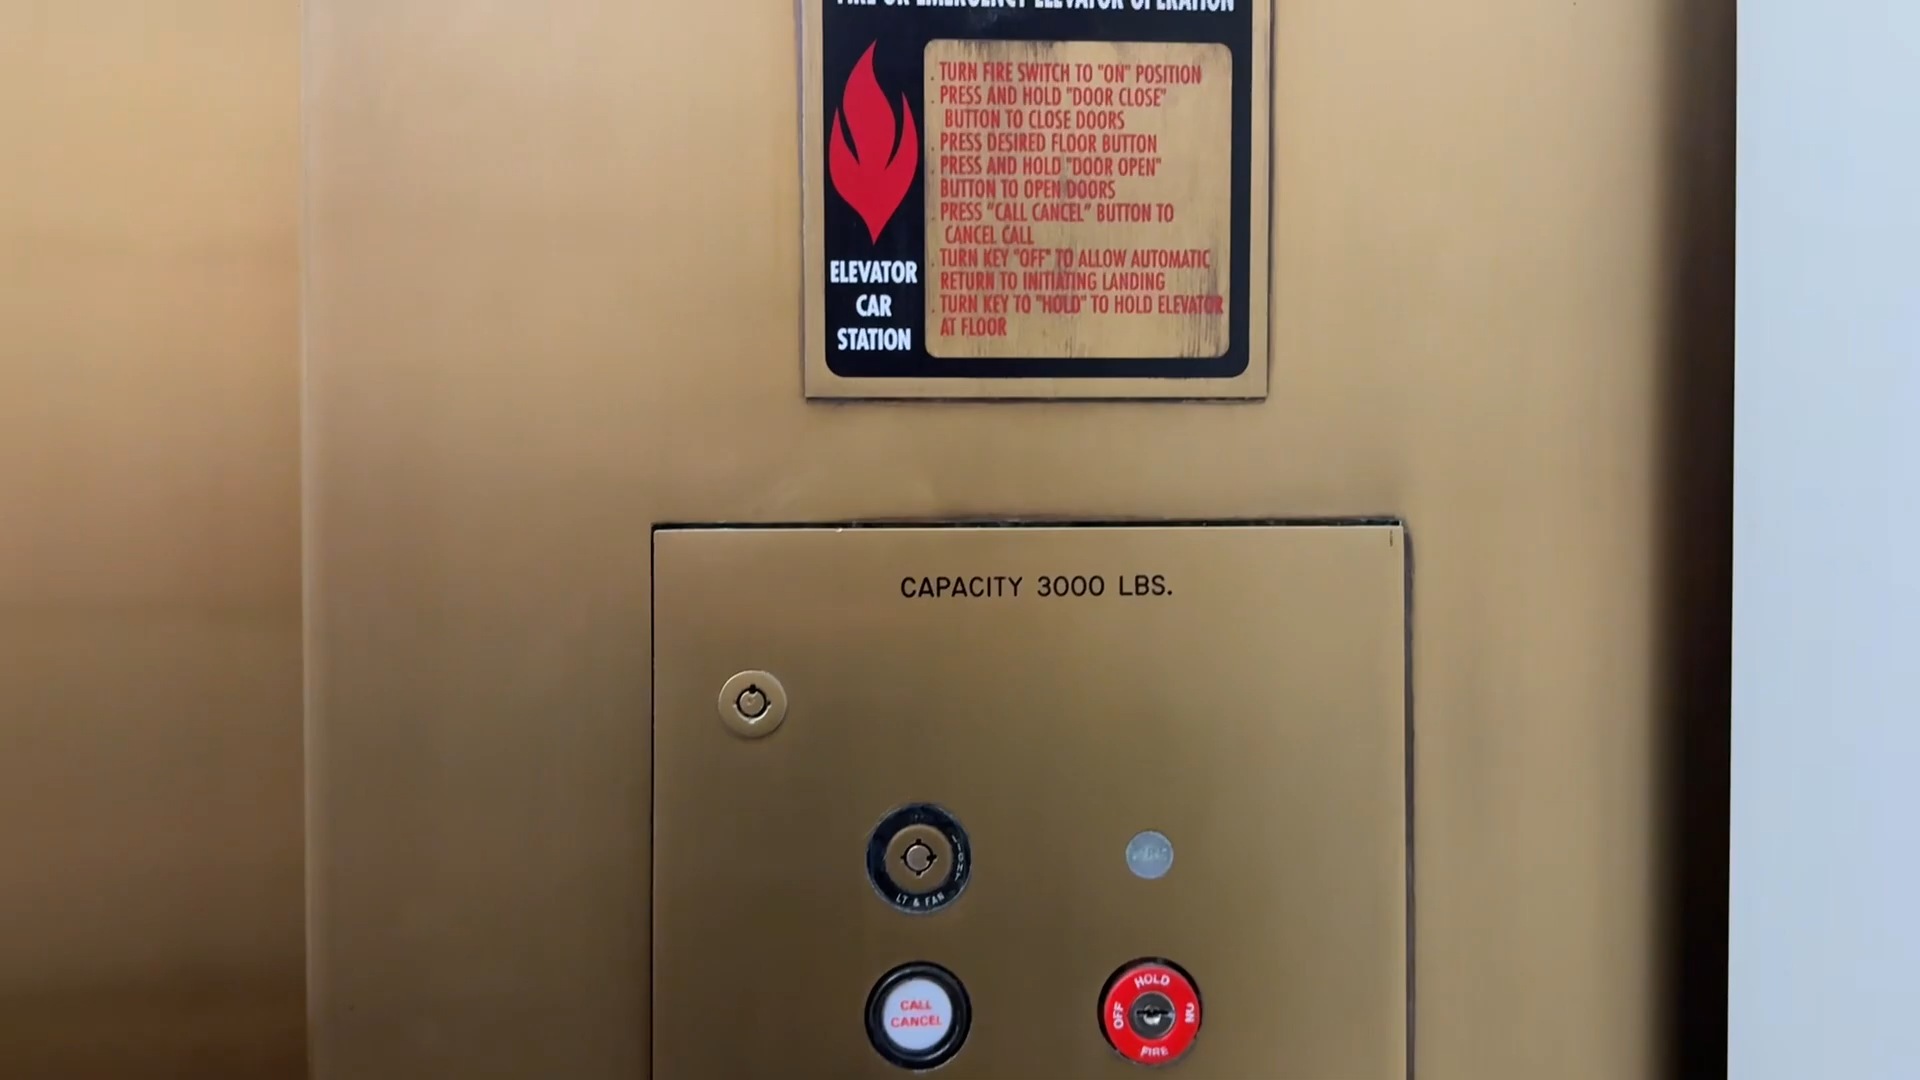 FIRE OR EMERGENCY ELEVATOR OPERATION
. TURN FIRE SWITCH TO "ON" POSITION
. PRESS AND HOLD "DOOR CLOSE"
BUTTON TO CLOSE DOORS
. PRESS DESIRED FLOOR BUTTON
. PRESS AND HOLD "DOOR OPEN"
BUTTON TO OPEN DOORS
. PRESS "CALL CANCEL" BUTTON TO
CANCEL CALL
. TURN KEY "OFF" TO ALLOW AUTOMATIC
RETURN TO INITIATING LANDING
. TURN KEY TO "HOLD" TO HOLD ELEVATOR
AT FLOOR
ELEVATOR
CAR
STATION
CAPACITY 3000 LBS.
LIGHT
LT & FAN
CALL
CANCEL
HOLD
OFF
ON
FIRE